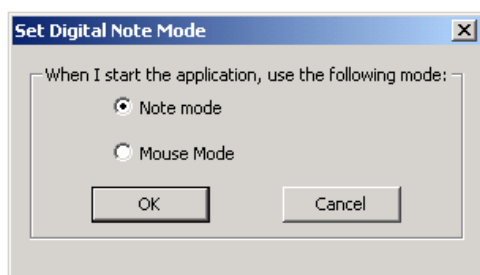 Set Digital Note Mode
When I start the application, use the following mode:
Note mode
Mouse Mode
OK Cancel